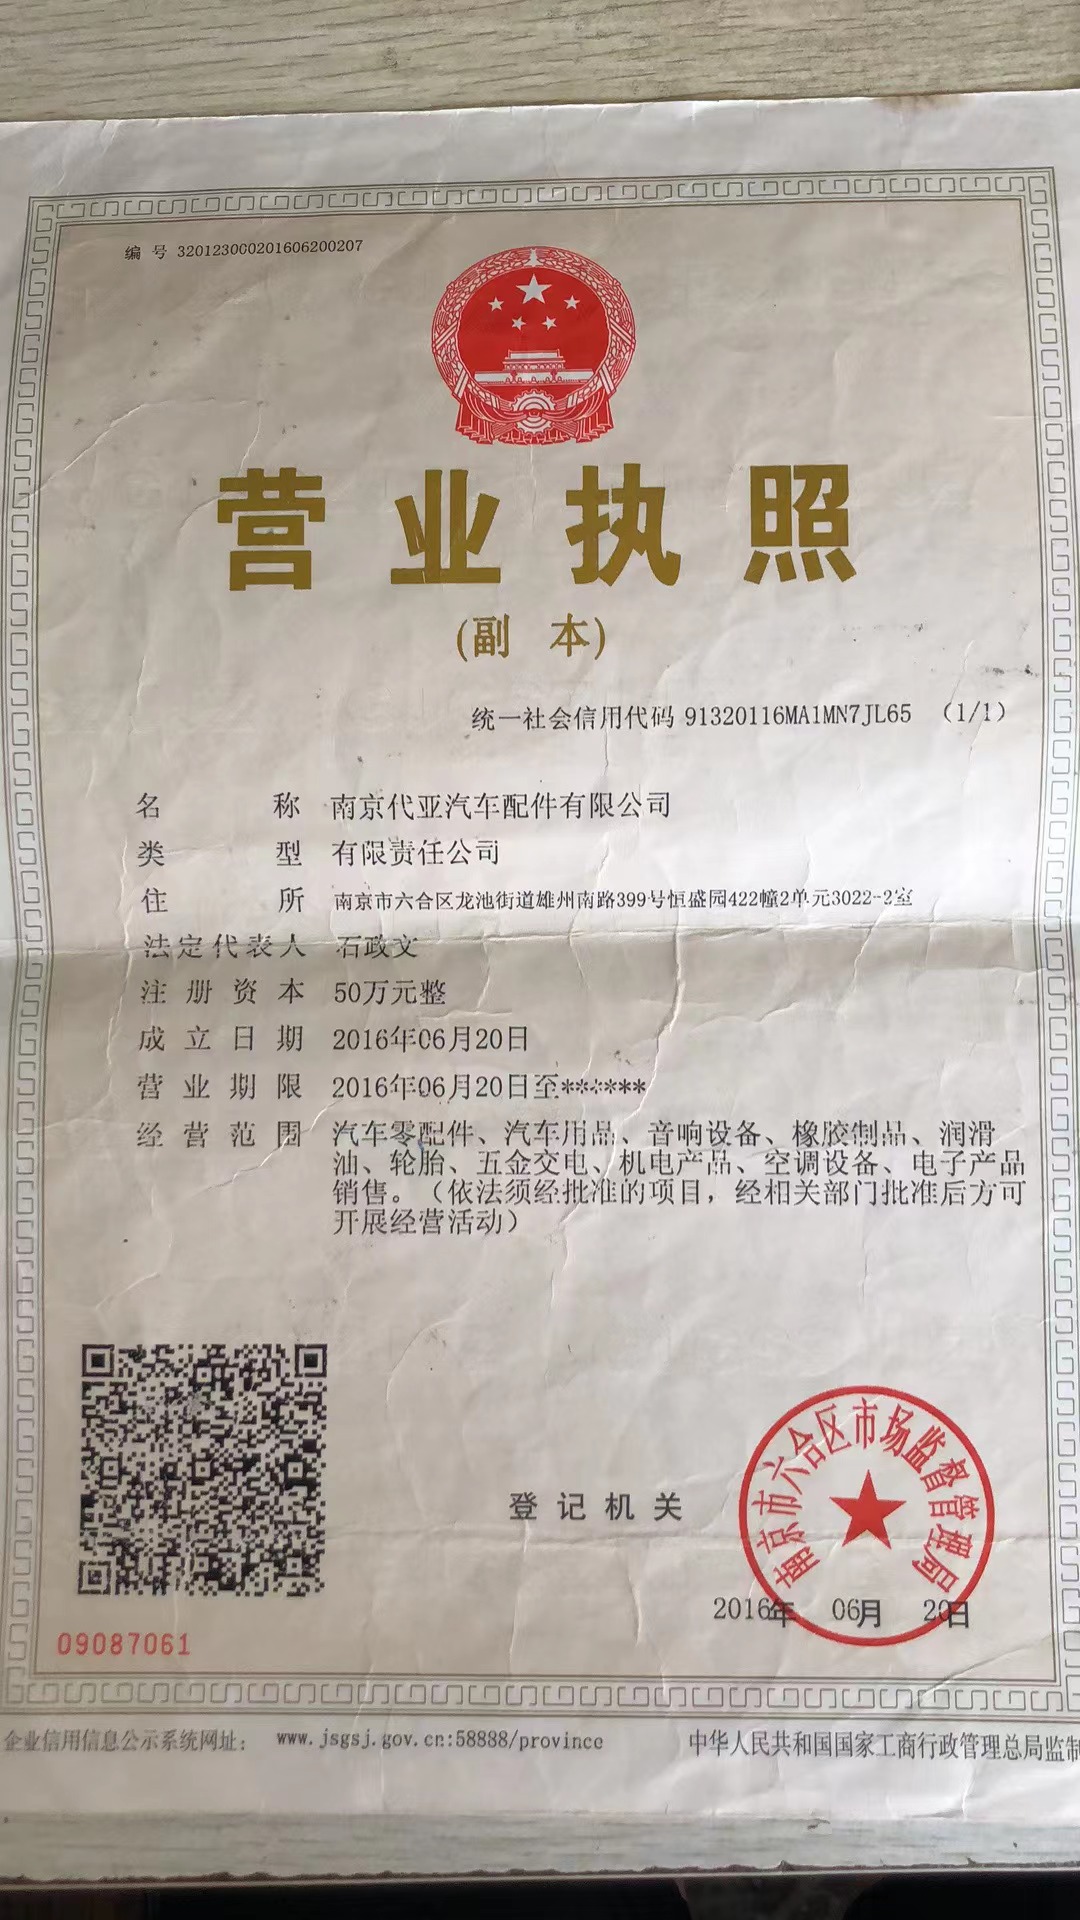 编 号 320123000201606200207
营业执照
(副 本)
统一社会信用代码 91320116MA1MN7JL65 (1/1)
名 称 南京代亚汽车配件有限公司
类 型 有限责任公司
住 所 南京市六合区龙池街道雄州南路399号恒盛园422幢2单元3022-2室
法定代表人 石政文
注册资本 50万元整
成立日期 2016年06月20日
营业期限 2016年06月20日至******
经营范围 汽车零配件、汽车用品、音响设备、橡胶制品、润滑
油、轮胎、五金交电、机电产品、空调设备、电子产品
销售。（依法须经批准的项目，经相关部门批准后方可
开展经营活动）
登记机关
南京市六合区市场监督管理局
2016年 06月 20日
09087061
企业信用信息公示系统网址： www.jsgsj.gov.cn:58888/province 中华人民共和国国家工商行政管理总局监制